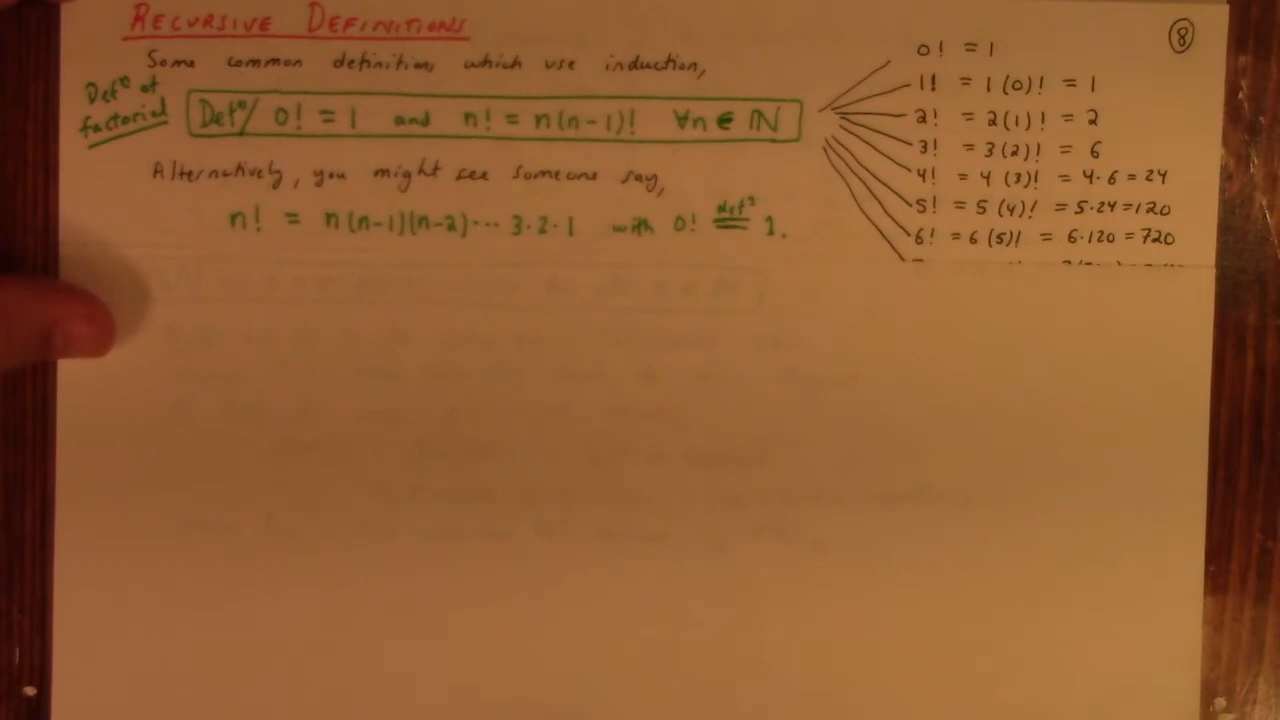 RECURSIVE DEFINITIONS
Some common definitions which use induction,
Defⁿ of
factorial
Defⁿ/ 0! = 1 and n! = n(n-1)! ∀n ∈ ℕ
Alternatively, you might see someone say,
n! = n(n-1)(n-2)⋯ 3·2·1 with 0! defⁿ= 1.
8
0! = 1
1! = 1(0)! = 1
2! = 2(1)! = 2
3! = 3(2)! = 6
4! = 4(3)! = 4·6 = 24
5! = 5(4)! = 5·24 = 120
6! = 6(5)! = 6·120 = 720